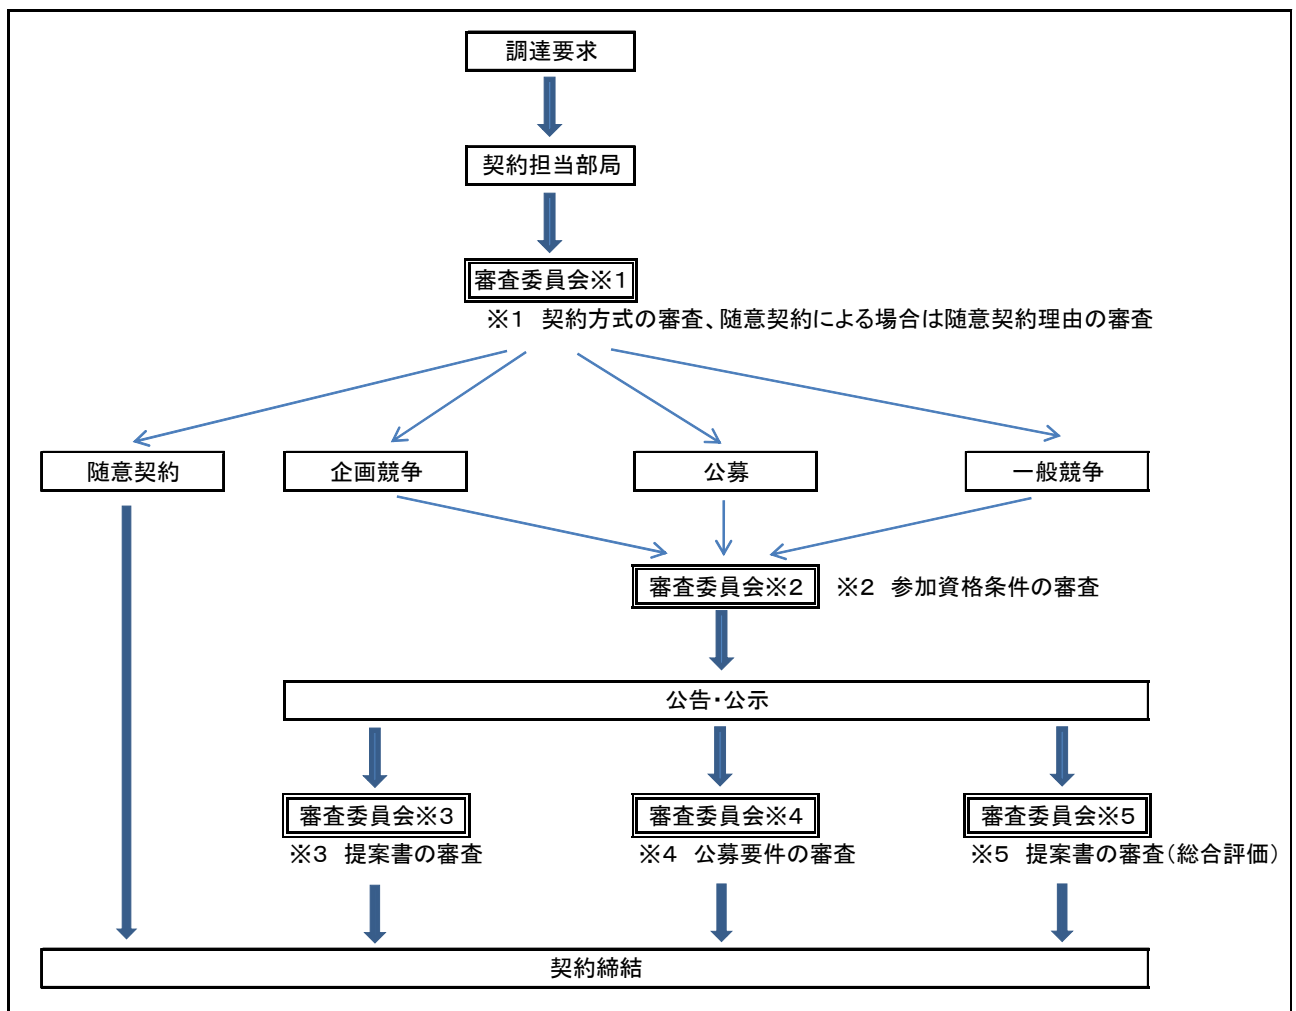 調達要求
契約担当部局
審査委員会※1
※1　契約方式の審査、随意契約による場合は随意契約理由の審査
随意契約
企画競争
公募
一般競争
審査委員会※2
※2　参加資格条件の審査
公告・公示
審査委員会※3
審査委員会※4
審査委員会※5
※3　提案書の審査
※4　公募要件の審査
※5　提案書の審査（総合評価）
契約締結